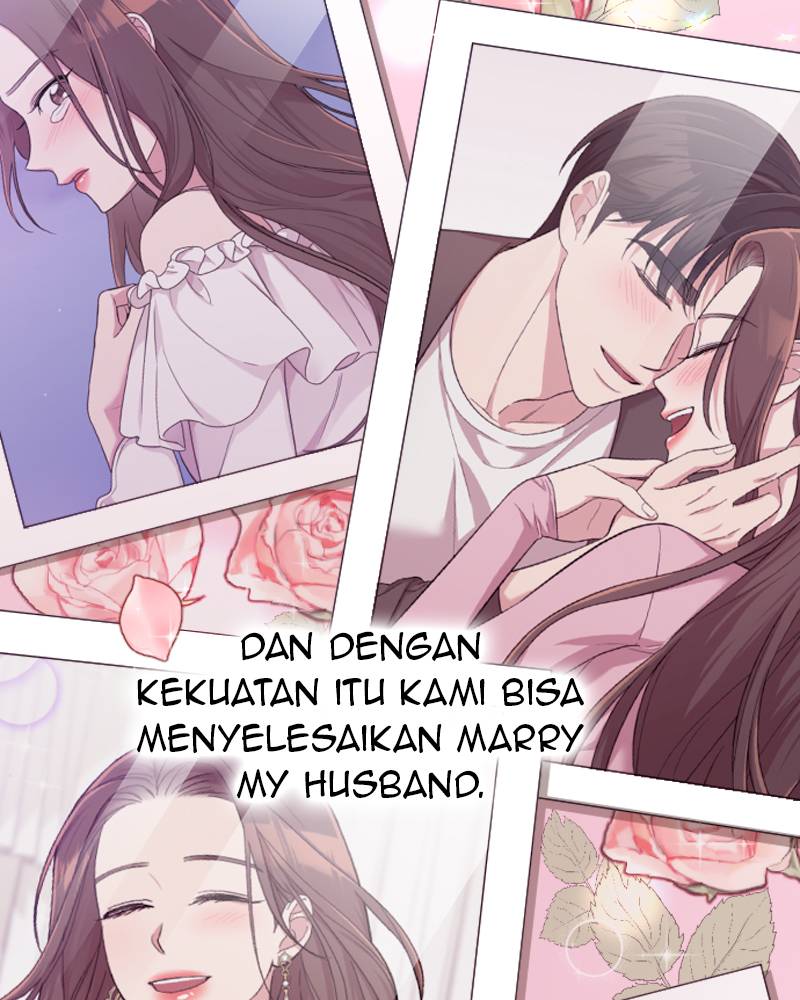 DAN DENGAN
KEKUATAN ITU KAMI BISA
MENYELESAIKAN MARRY
MY HUSBAND.